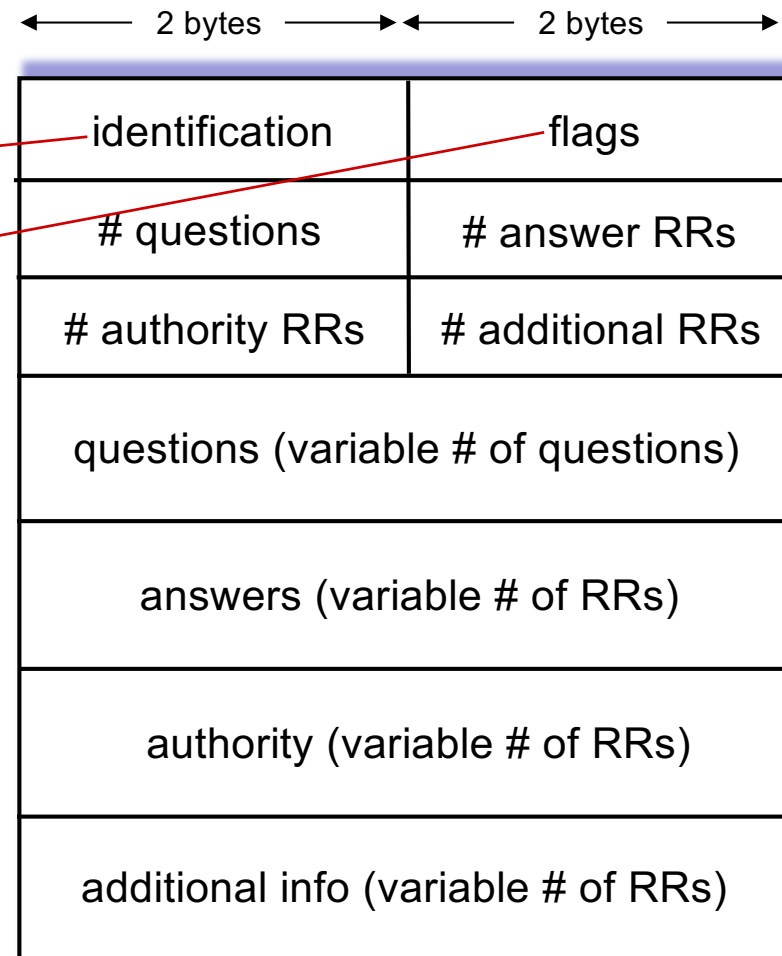 2 bytes 2 bytes
identification flags
# questions # answer RRs
# authority RRs # additional RRs
questions (variable # of questions)
answers (variable # of RRs)
authority (variable # of RRs)
additional info (variable # of RRs)